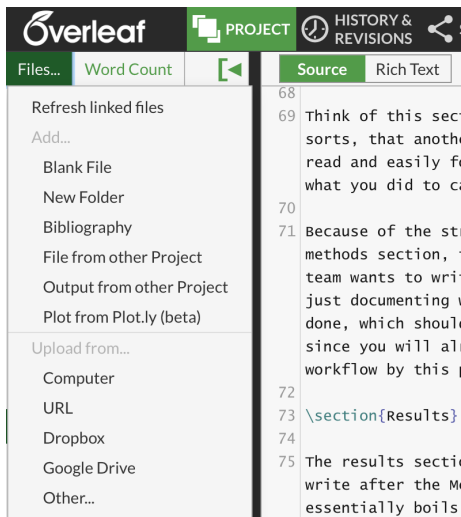 Overleaf
PROJECT
HISTORY &
REVISIONS
Files...
Word Count
Source
Rich Text
Refresh linked files
Add...
Blank File
New Folder
Bibliography
File from other Project
Output from other Project
Plot from Plot.ly (beta)
Upload from...
Computer
URL
Dropbox
Google Drive
Other...
68
69 Think of this sect
sorts, that anothe
read and easily fo
what you did to ca
70
71 Because of the str
methods section, t
team wants to writ
just documenting w
done, which shoul
since you will alr
workflow by this p
72
73 \section{Results}
74
75 The results sectio
write after the Me
essentially boils